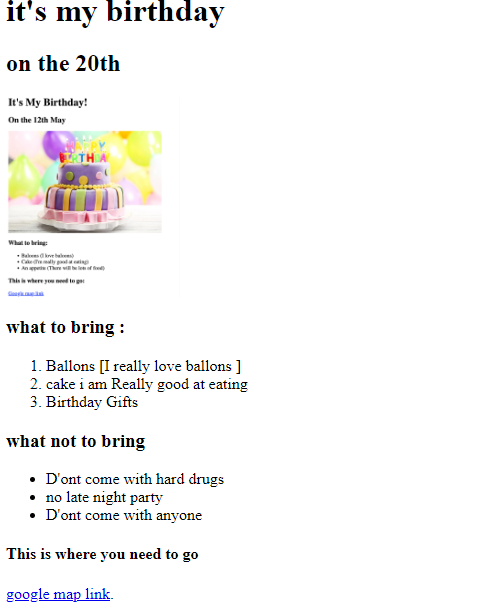 it's my birthday
on the 20th
It's My Birthday!
On the 12th May
HAPPY
BIRTHDAY
What to bring:
• Baloons (I love baloons)
• Cake (I've really good at eating)
• An appetite (There will be lots of food)
This is where you need to go:
Google map link
what to bring :
1. Ballons [I really love ballons ]
2. cake i am Really good at eating
3. Birthday Gifts
what not to bring
• D'ont come with hard drugs
• no late night party
• D'ont come with anyone
This is where you need to go
google map link.